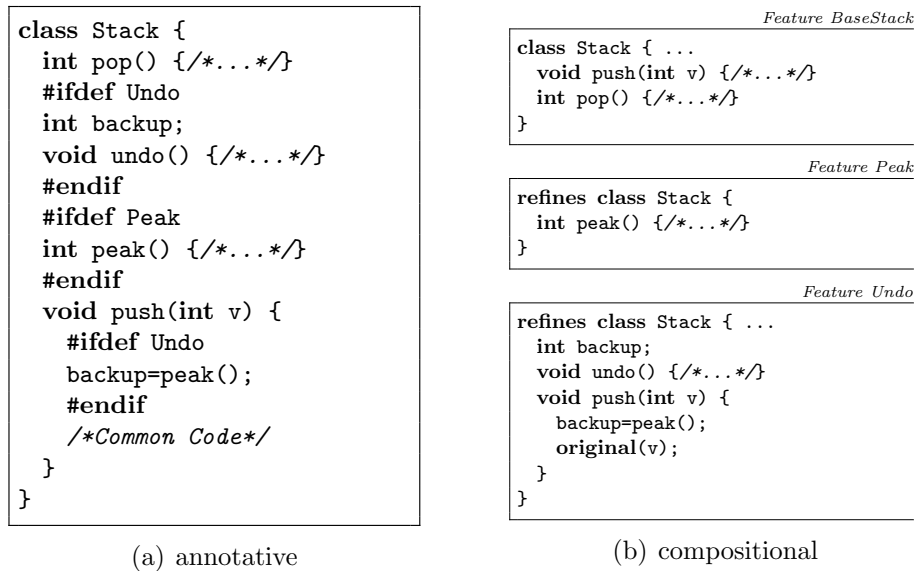 class Stack {
int pop() {/*...*/}
#ifdef Undo
int backup;
void undo() {/*...*/}
#endif
#ifdef Peak
int peak() {/*...*/}
#endif
void push(int v) {
#ifdef Undo
backup=peak();
#endif
/*Common Code*/
}
}
(a) annotative
Feature BaseStack
class Stack { ...
void push(int v) {/*...*/}
int pop() {/*...*/}
}
Feature Peak
refines class Stack {
int peak() {/*...*/}
}
Feature Undo
refines class Stack { ...
int backup;
void undo() {/*...*/}
void push(int v) {
backup=peak();
original(v);
}
}
(b) compositional